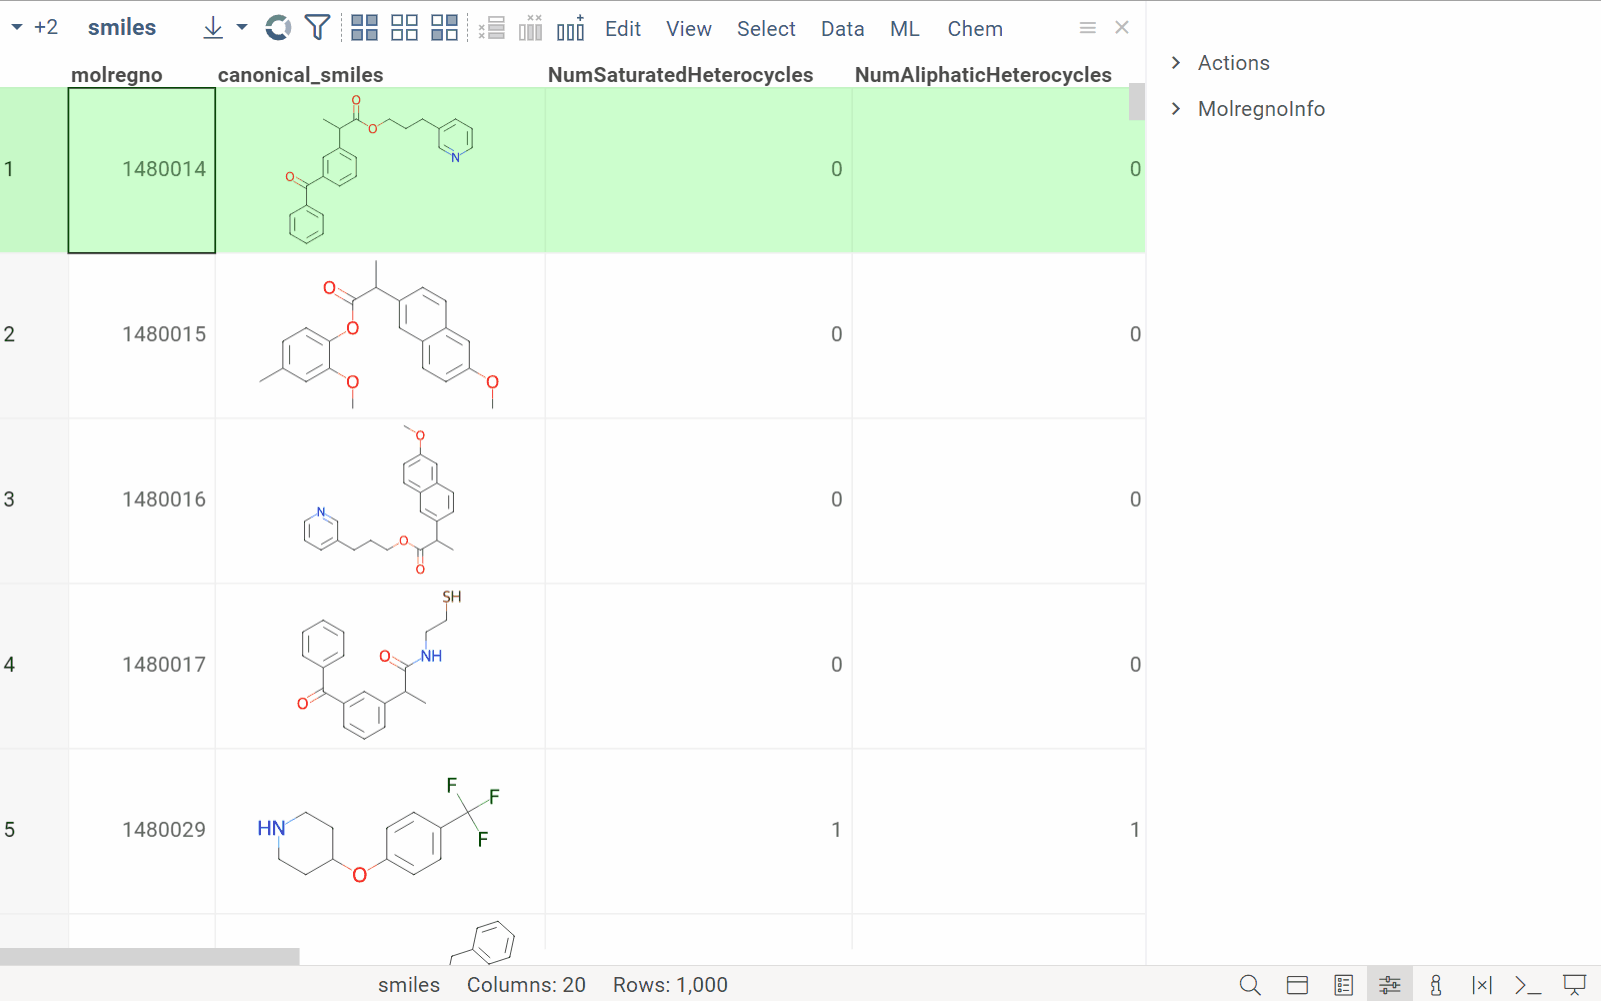 +2 smiles Edit View Select Data ML Chem
molregno canonical_smiles NumSaturatedHeterocycles NumAliphaticHeterocycles
Actions
MolregnoInfo
1 1480014 O O O N 0 0
2 1480015 O O O O 0 0
3 1480016 O N O O 0 0
4 1480017 SH O NH O 0 0
5 1480029 F F F HN O 1 1
smiles Columns: 20 Rows: 1,000